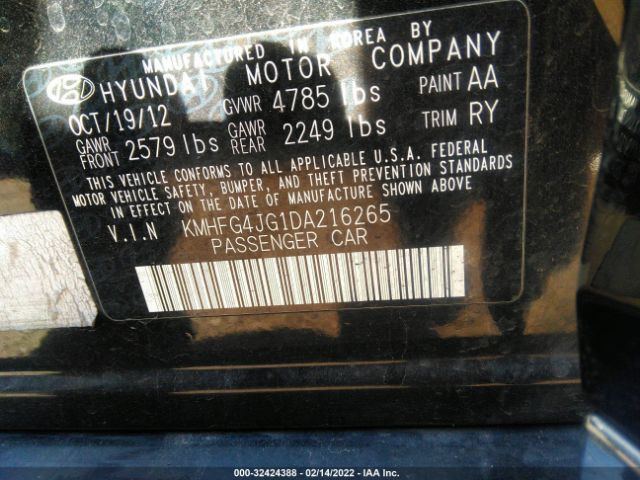 MANUFACTURED IN KOREA BY
HYUNDAI MOTOR COMPANY
OCT/19/12 GVWR 4785 lbs PAINT AA
GAWR FRONT 2579 lbs GAWR REAR 2249 lbs TRIM RY
THIS VEHICLE CONFORMS TO ALL APPLICABLE U.S.A. FEDERAL
MOTOR VEHICLE SAFETY, BUMPER, AND THEFT PREVENTION
STANDARDS IN EFFECT ON THE DATE OF MANUFACTURE SHOWN ABOVE
V.I.N KMHFG4JG1DA216265
PASSENGER CAR
000-32424388 - 02/14/2022 - IAA Inc.